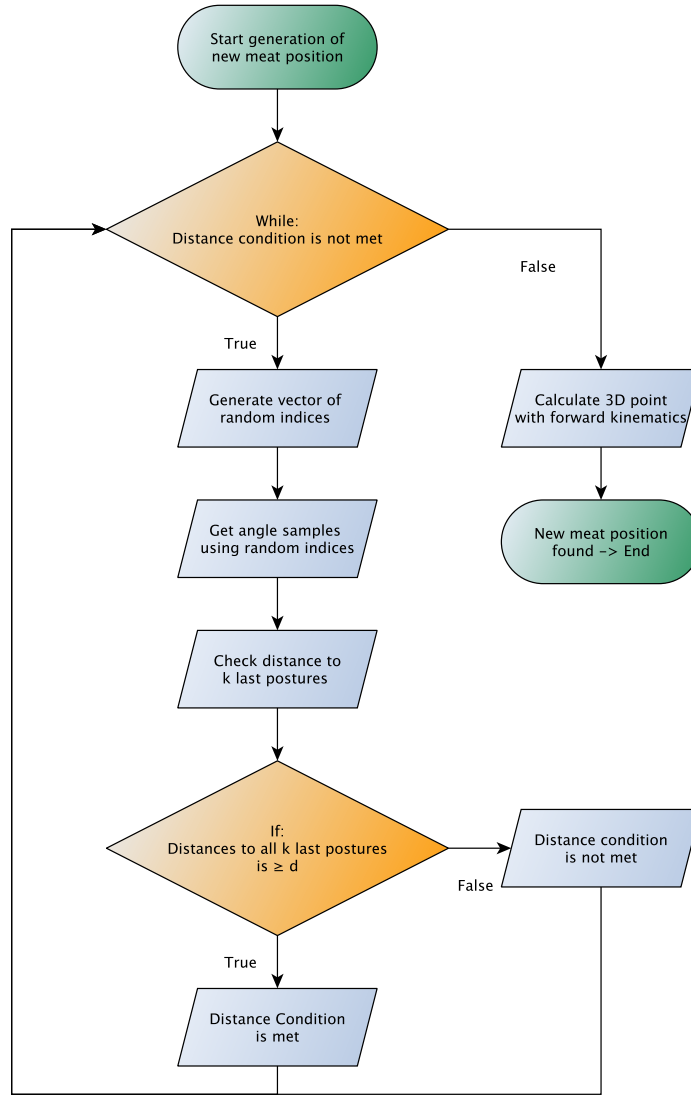 Start generation of
new meat position
While:
Distance condition is not met
False
True
Generate vector of
random indices
Calculate 3D point
with forward kinematics
Get angle samples
using random indices
New meat position
found -> End
Check distance to
k last postures
If:
Distances to all k last postures
is ≥ d
Distance condition
is not met
False
True
Distance Condition
is met